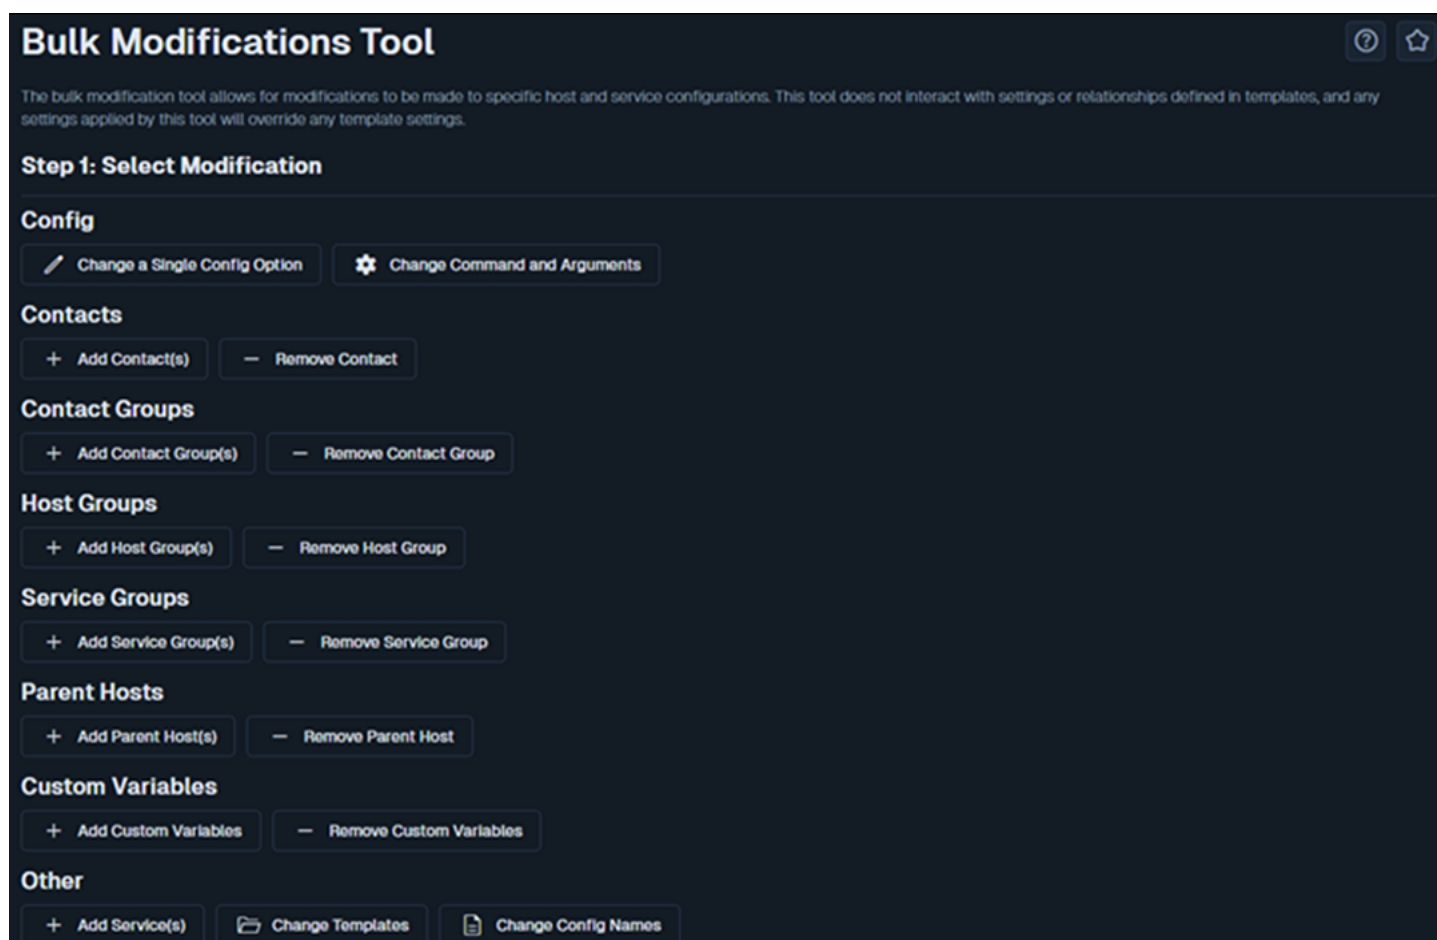 Bulk Modifications Tool
The bulk modification tool allows for modifications to be made to specific host and service configurations. This tool does not interact with settings or relationships defined in templates, and any
settings applied by this tool will override any template settings.
Step 1: Select Modification
Config
Change a Single Config Option
Change Command and Arguments
Contacts
+ Add Contact(s)
− Remove Contact
Contact Groups
+ Add Contact Group(s)
− Remove Contact Group
Host Groups
+ Add Host Group(s)
− Remove Host Group
Service Groups
+ Add Service Group(s)
− Remove Service Group
Parent Hosts
+ Add Parent Host(s)
− Remove Parent Host
Custom Variables
+ Add Custom Variables
− Remove Custom Variables
Other
+ Add Service(s)
Change Templates
Change Config Names